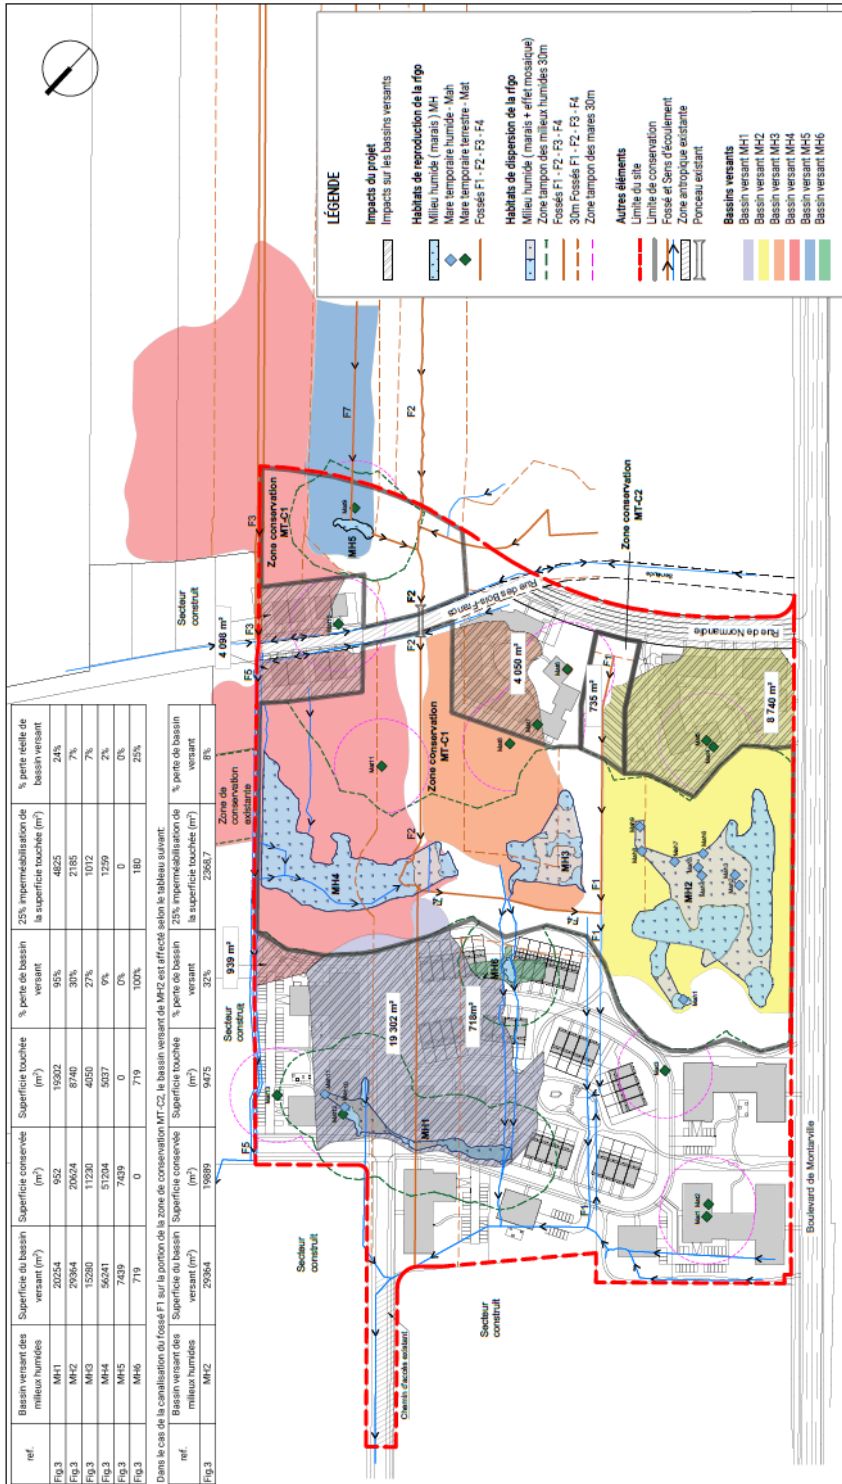 ref.
Bassin versant des milieux humides
Superficie du bassin versant (m²)
Superficie conservée (m²)
Superficie touchée (m²)
% perte de bassin versant
25% imperméabilisation de la superficie touchée (m²)
% perte réelle de bassin versant
Fig.3 MH1 20254 952 19302 95% 4825 24%
Fig.3 MH2 29364 20624 8740 30% 2185 7%
Fig.3 MH3 15280 11230 4050 27% 1012 7%
Fig.3 MH4 56241 51204 5037 9% 1259 2%
Fig.3 MH5 7439 7439 0 0% 0 0%
Fig.3 MH6 719 0 719 100% 180 25%
Dans le cas de la canalisation du fossé F1 sur la portion de la zone de conservation MT-C2, le bassin versant de MH2 est affecté selon le tableau suivant:
ref.
Bassin versant des milieux humides
Superficie du bassin versant (m²)
Superficie conservée (m²)
Superficie touchée (m²)
% perte de bassin versant
25% imperméabilisation de la superficie touchée (m²)
% perte de bassin versant
Fig.3 MH2 29364 19889 9475 32% 2368,7 8%
LÉGENDE
Impacts du projet
Impacts sur les bassins versants
Habitats de reproduction de la rfgo
Milieu humide ( marais ) MH
Mare temporaire humide - Mah
Mare temporaire terrestre - Mat
Fossés F1 - F2 - F3 - F4
Habitats de dispersion de la rfgo
Milieu humide ( marais + effet mosaique)
Zone tampon des milieux humides 30m
Fossés F1 - F2 - F3 - F4
30m Fossés F1 - F2 - F3 - F4
Zone tampon des mares 30m
Autres éléments
Limite du site
Limite de conservation
Fossé et Sens d'écoulement
Zone antropique existante
Ponceau existant
Bassins versants
Bassin versant MH1
Bassin versant MH2
Bassin versant MH3
Bassin versant MH4
Bassin versant MH5
Bassin versant MH6
Secteur construit
Secteur construit
Secteur construit
Secteur construit
Zone de conservation existante
Zone conservation MT-C1
Zone conservation MT-C1
Zone conservation MT-C2
4 098 m²
939 m²
19 302 m²
718m²
4 050 m²
735 m²
8 740 m²
F3
F3
F5
F5
F7
F2
F2
F2
F2
F1
F1
F1
F1
MH1
MH2
MH3
MH4
MH5
MH6
Rue des Bois-Francs
Rue de Normandie
Boulevard de Montarville
Chemin d'accès existant